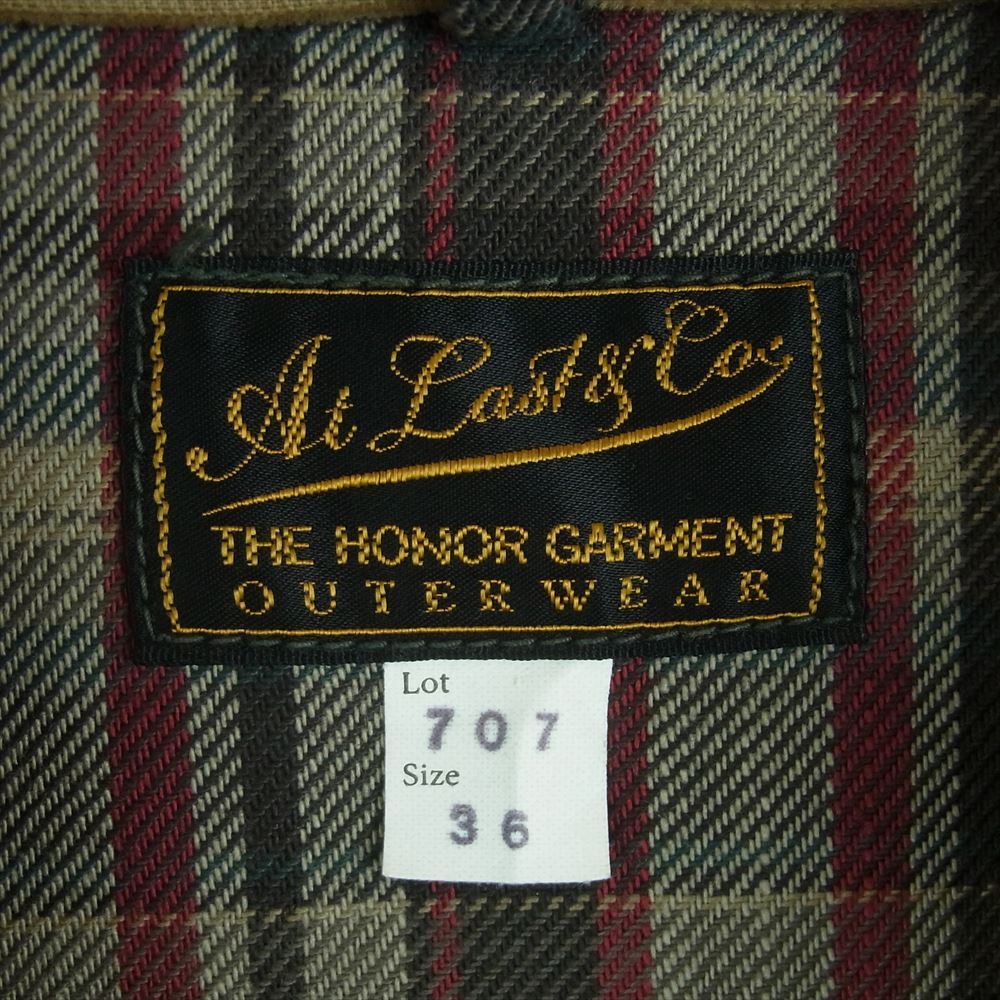 At Last & Co.
THE HONOR GARMENT
OUTERWEAR
Lot
707
Size
36